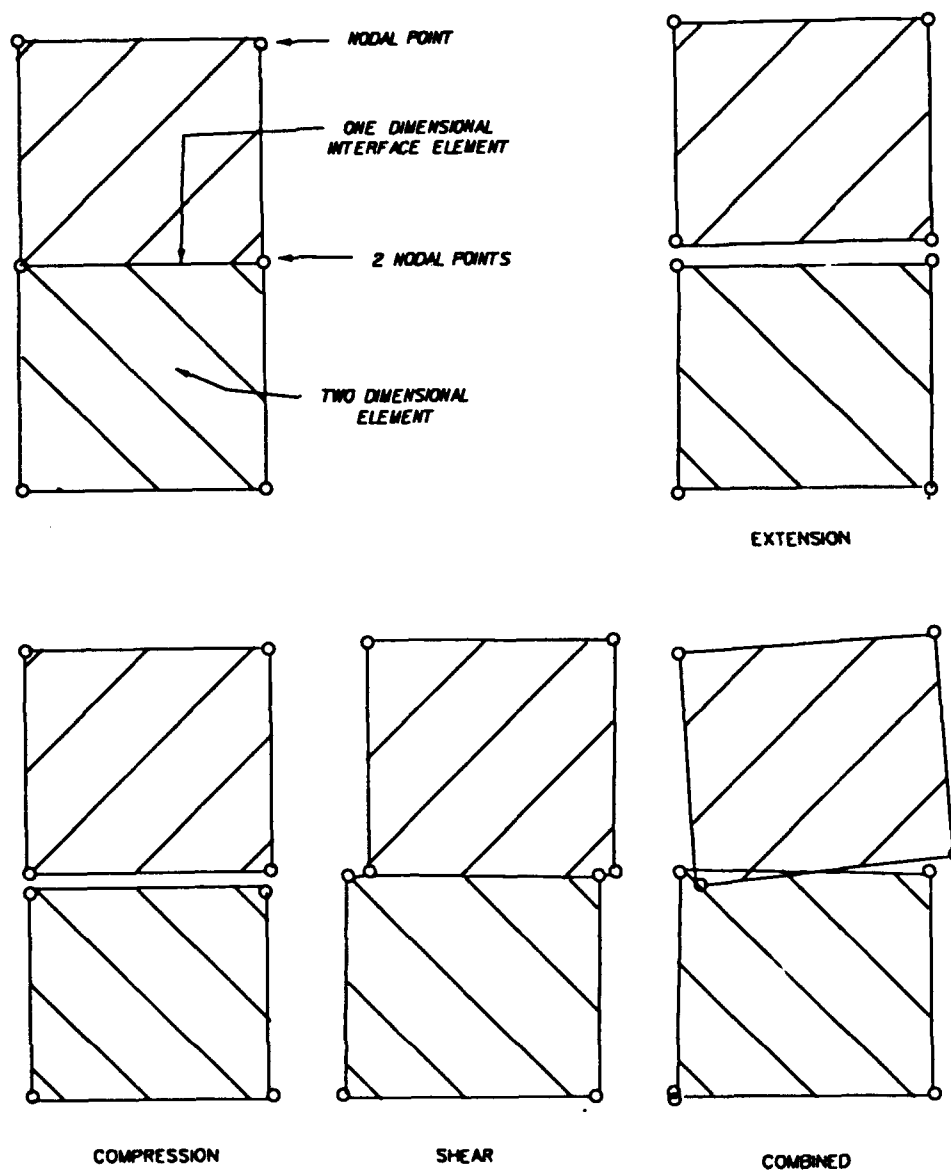 NODAL POINT
ONE DIMENSIONAL
INTERFACE ELEMENT
2 NODAL POINTS
TWO DIMENSIONAL
ELEMENT
EXTENSION
COMPRESSION
SHEAR
COMBINED